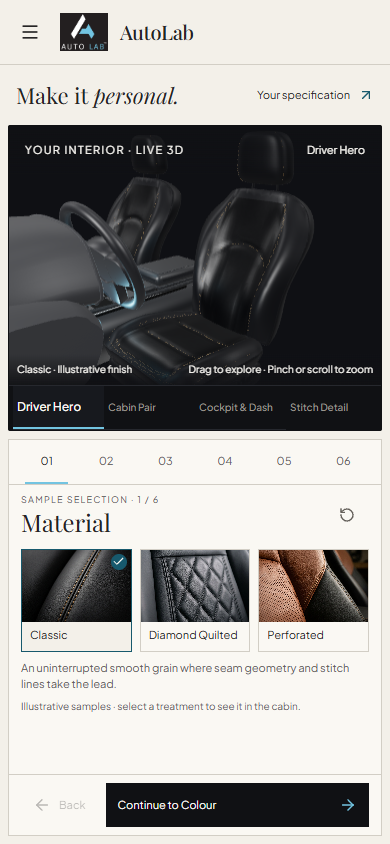 AUTO LAB
AutoLab
Make it personal.
Your specification
YOUR INTERIOR · LIVE 3D
Driver Hero
Classic · Illustrative finish
Drag to explore · Pinch or scroll to zoom
Driver Hero
Cabin Pair
Cockpit & Dash
Stitch Detail
01
02
03
04
05
06
SAMPLE SELECTION · 1 / 6
Material
Classic
Diamond Quilted
Perforated
An uninterrupted smooth grain where seam geometry and stitch
lines take the lead.
Illustrative samples · select a treatment to see it in the cabin.
Back
Continue to Colour